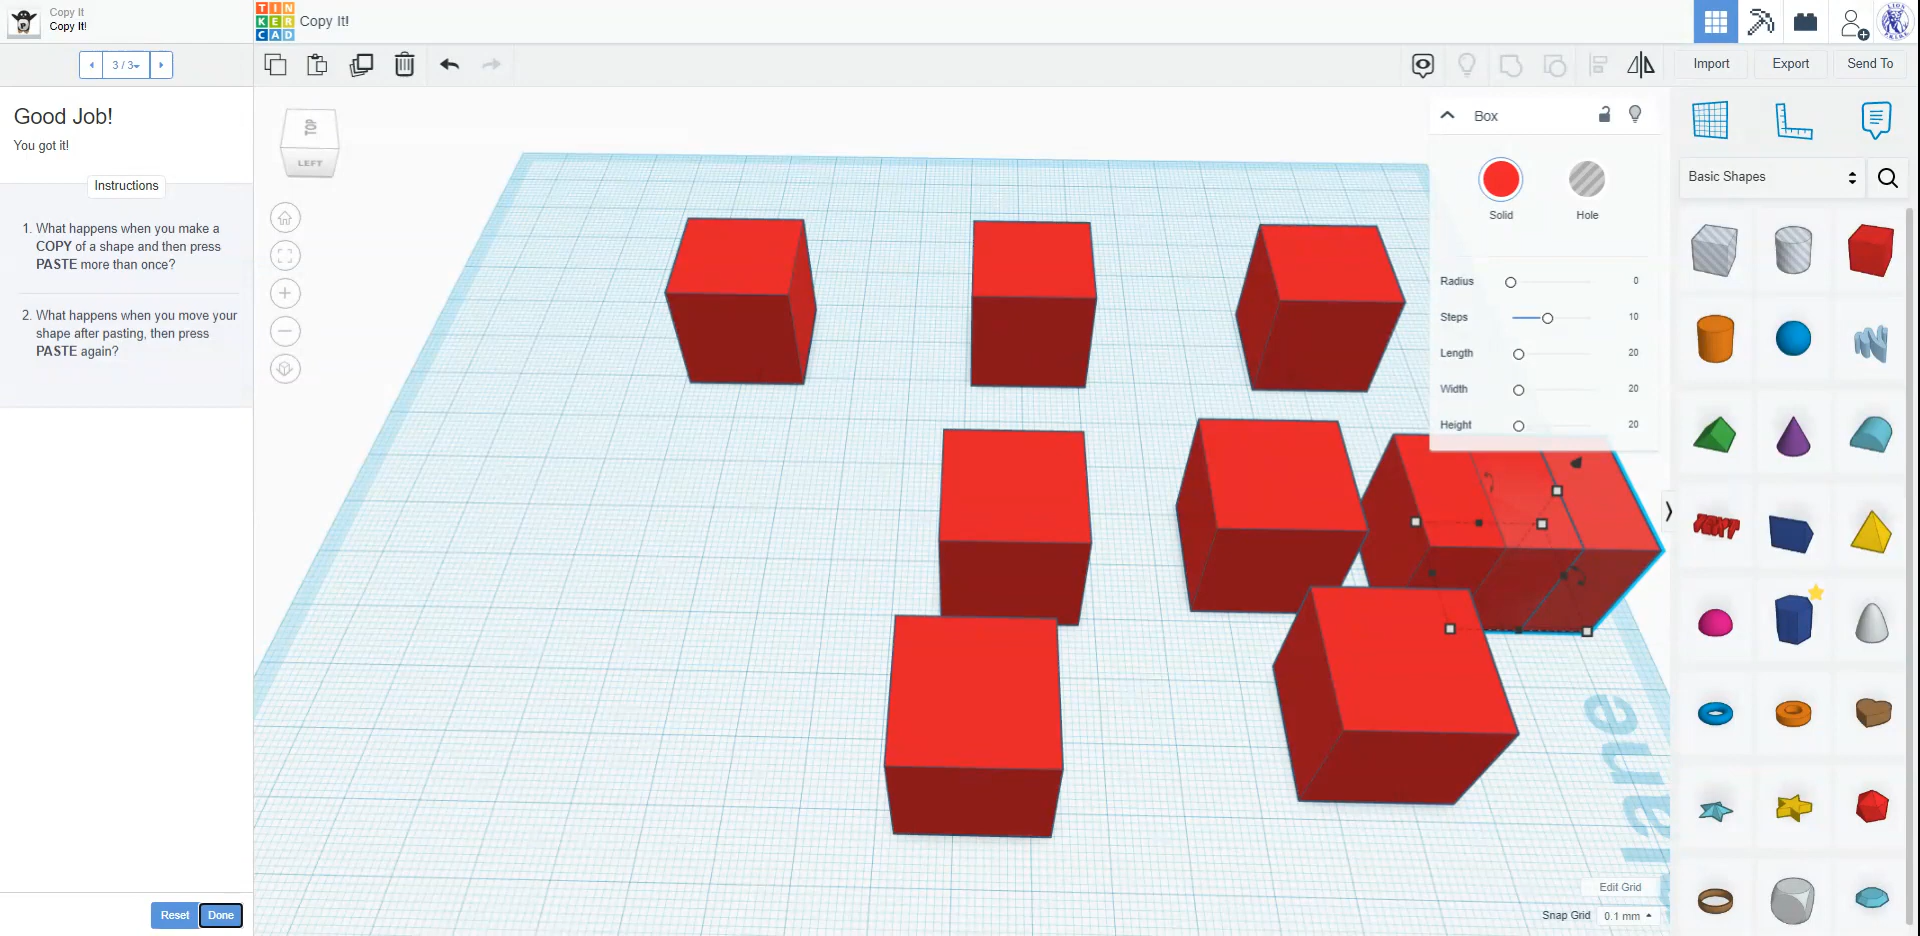 Copy It
Copy It!
TIN
KER
CAD
Copy It!
3 / 3
Import
Export
Send To
Good Job!
You got it!
Instructions
1. What happens when you make a
COPY of a shape and then press
PASTE more than once?
2. What happens when you move your
shape after pasting, then press
PASTE again?
Reset
Done
TOP
LEFT
Box
Solid
Hole
Radius
0
Steps
10
Length
20
Width
20
Height
20
Basic Shapes
TEXT
lane
Edit Grid
Snap Grid
0.1 mm